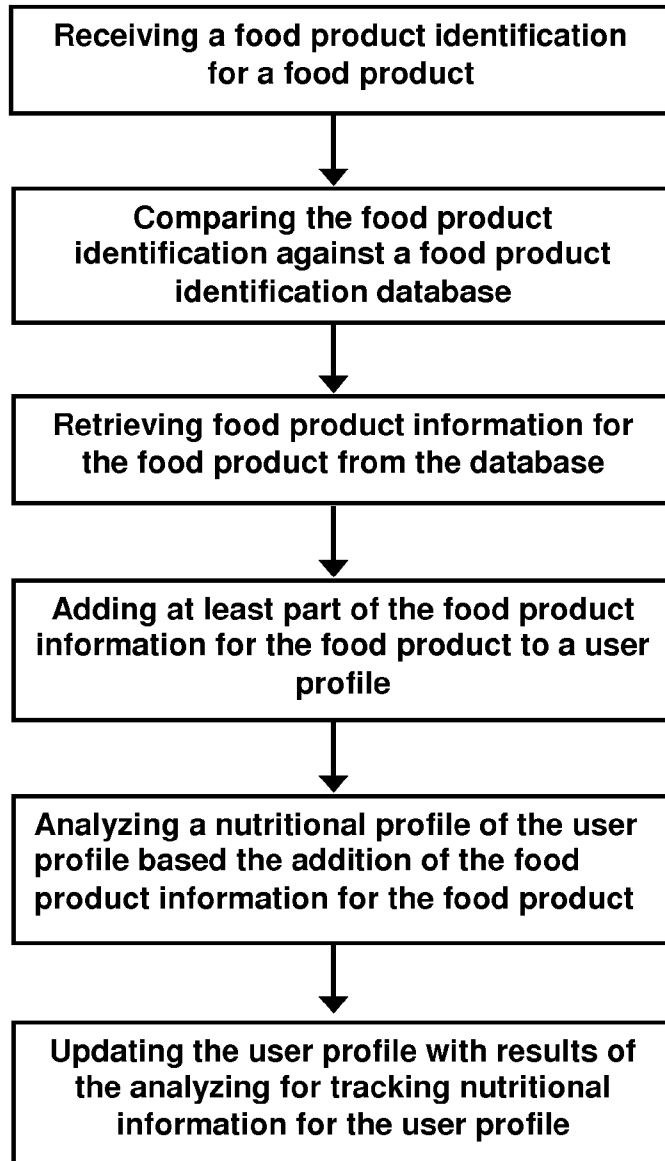 Receiving a food product identification
for a food product
Comparing the food product
identification against a food product
identification database
Retrieving food product information for
the food product from the database
Adding at least part of the food product
information for the food product to a user
profile
Analyzing a nutritional profile of the user
profile based the addition of the food
product information for the food product
Updating the user profile with results of
the analyzing for tracking nutritional
information for the user profile